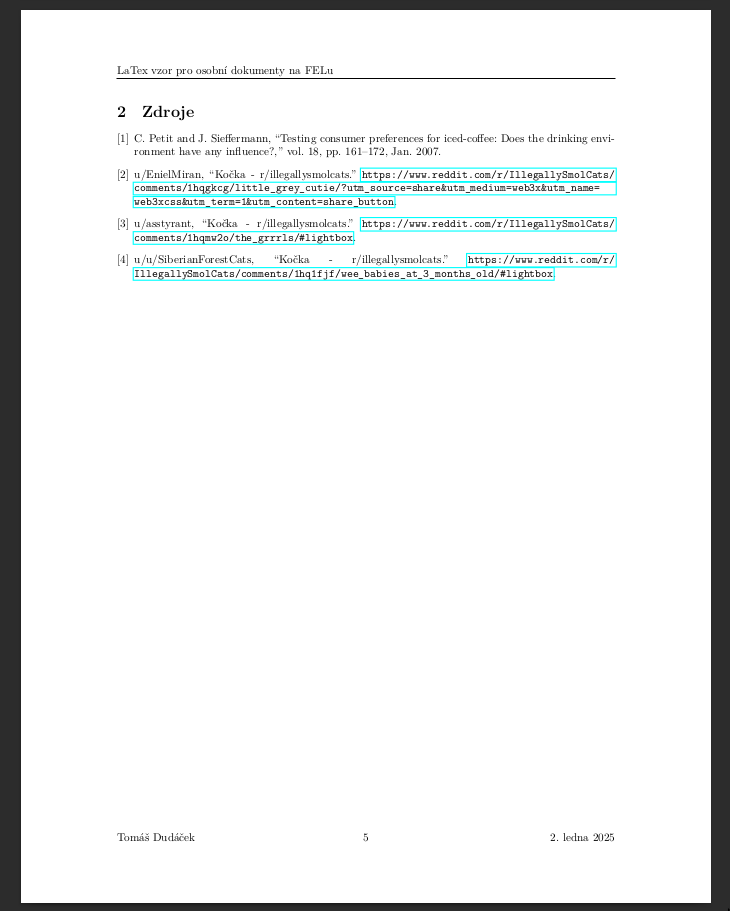 LaTex vzor pro osobní dokumenty na FELu
2 Zdroje
[1] C. Petit and J. Sieffermann, “Testing consumer preferences for iced-coffee: Does the drinking envi-
ronment have any influence?,” vol. 18, pp. 161–172, Jan. 2007.
[2] u/EnielMiran, “Kočka - r/illegallysmolcats.” https://www.reddit.com/r/IllegallySmolCats/
comments/1hqgkcg/little_grey_cutie/?utm_source=share&utm_medium=web3x&utm_name=
web3xcss&utm_term=1&utm_content=share_button.
[3] u/asstyrant, “Kočka - r/illegallysmolcats.” https://www.reddit.com/r/IllegallySmolCats/
comments/1hqmw2o/the_grrrls/#lightbox.
[4] u/u/SiberianForestCats, “Kočka - r/illegallysmolcats.” https://www.reddit.com/r/
IllegallySmolCats/comments/1hq1fjf/wee_babies_at_3_months_old/#lightbox.
Tomáš Dudáček 5 2. ledna 2025